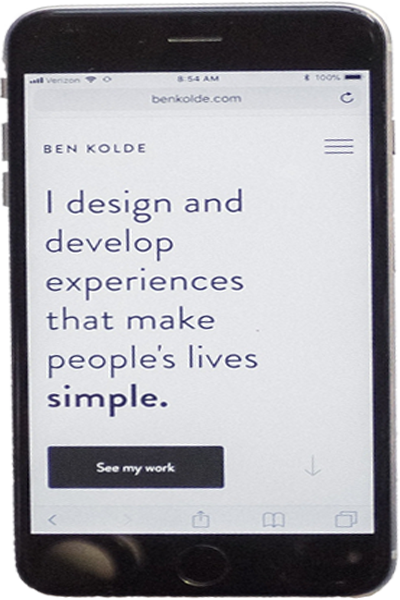 Verizon 8:54 AM 100%
benkolde.com
BEN KOLDE
I design and
develop
experiences
that make
people's lives
simple.
See my work